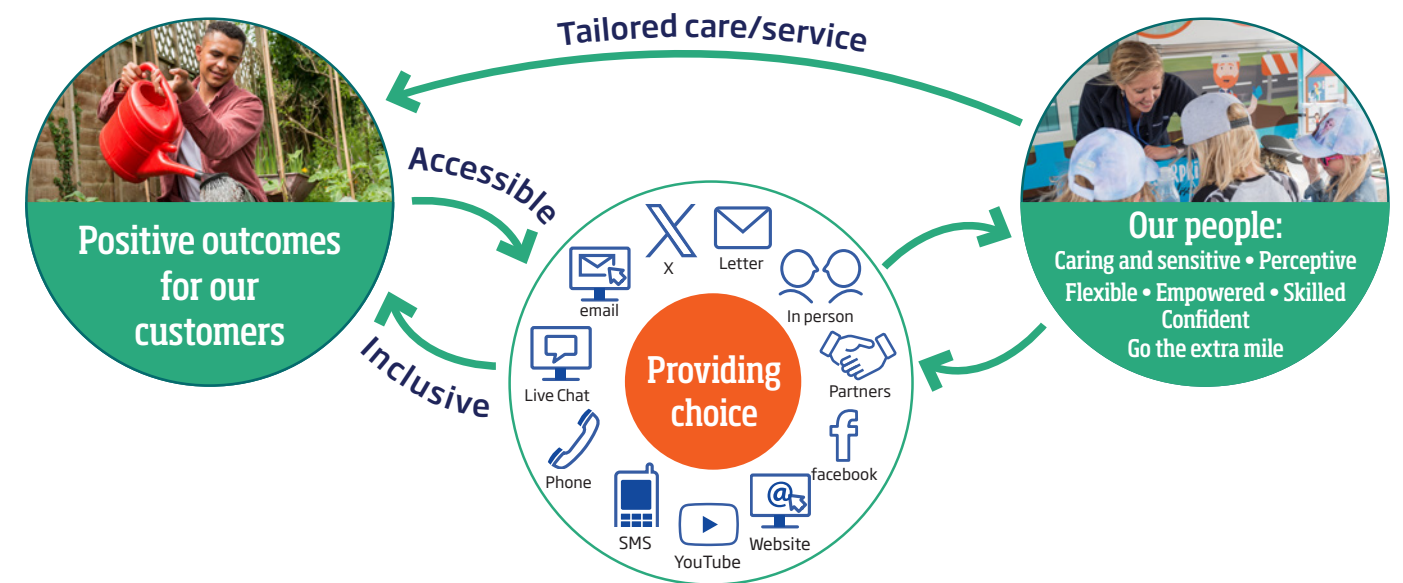 Tailored care/service
Accessible
Inclusive
Positive outcomes
for our
customers
X
Letter
In person
Partners
facebook
Website
@
YouTube
SMS
Phone
Live Chat
email
Providing
choice
Our people:
Caring and sensitive • Perceptive
Flexible • Empowered • Skilled
Confident
Go the extra mile